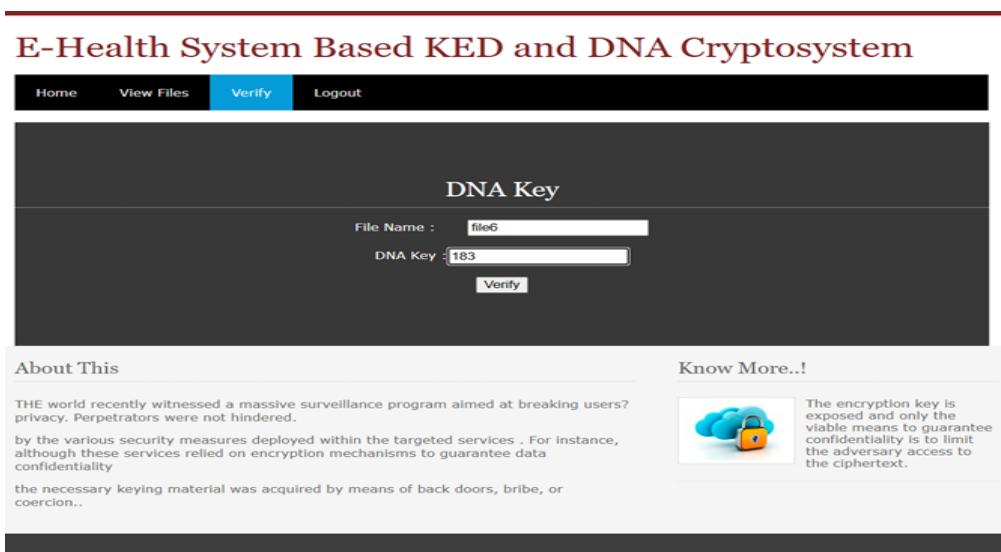 E-Health System Based KED and DNA Cryptosystem
Home View Files Verify Logout
DNA Key
File Name : file6
DNA Key : 183
Verify
About This
THE world recently witnessed a massive surveillance program aimed at breaking users?
privacy. Perpetrators were not hindered.
by the various security measures deployed within the targeted services . For instance,
although these services relied on encryption mechanisms to guarantee data
confidentiality
the necessary keying material was acquired by means of back doors, bribe, or
coercion..
Know More..!
The encryption key is
exposed and only the
viable means to guarantee
confidentiality is to limit
the adversary access to
the ciphertext.